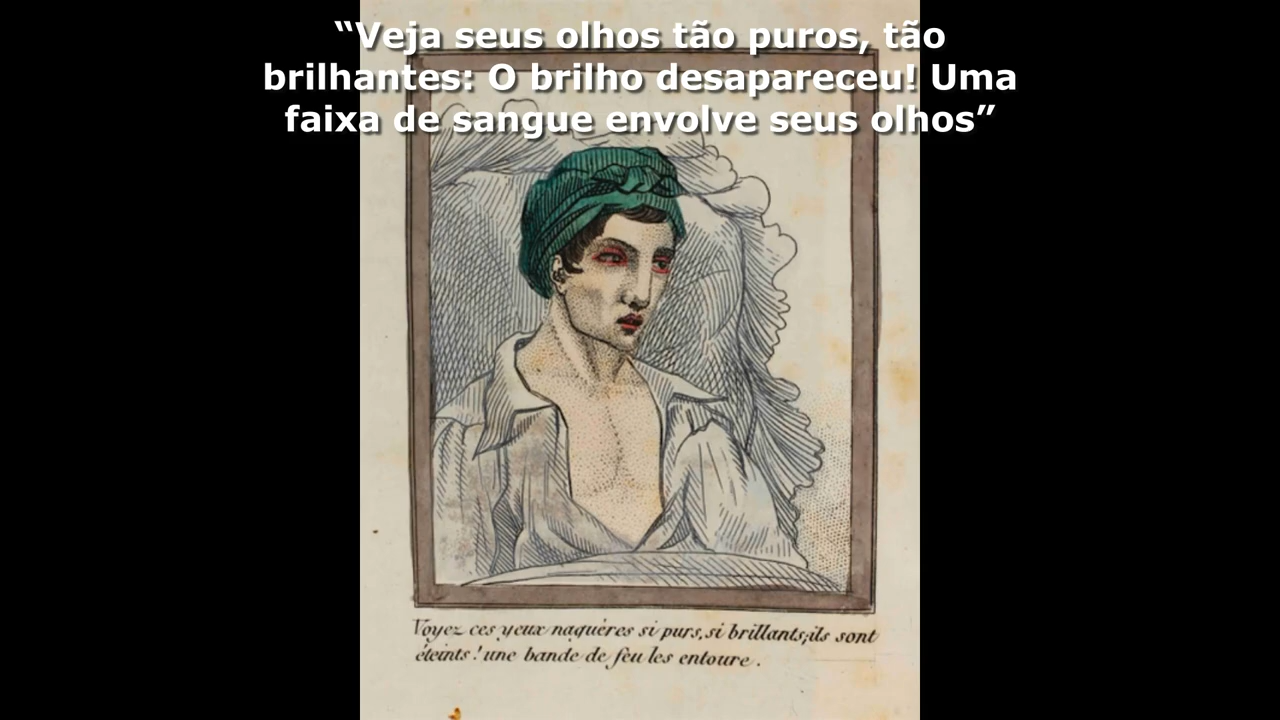 “Veja seus olhos tão puros, tão
brilhantes: O brilho desapareceu! Uma
faixa de sangue envolve seus olhos”
Voyez ces yeux naguères si purs, si brillants; ils sont
éteints! une bande de feu les entoure.